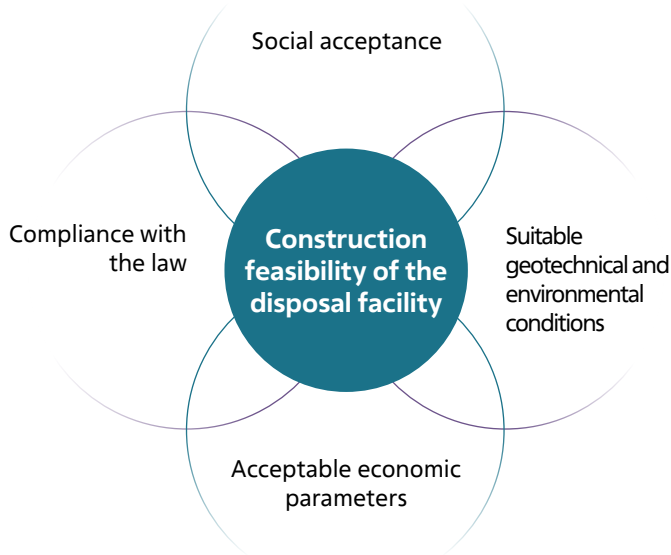 Social acceptance
Compliance with
the law
Construction
feasibility of the
disposal facility
Suitable
geotechnical and
environmental
conditions
Acceptable economic
parameters